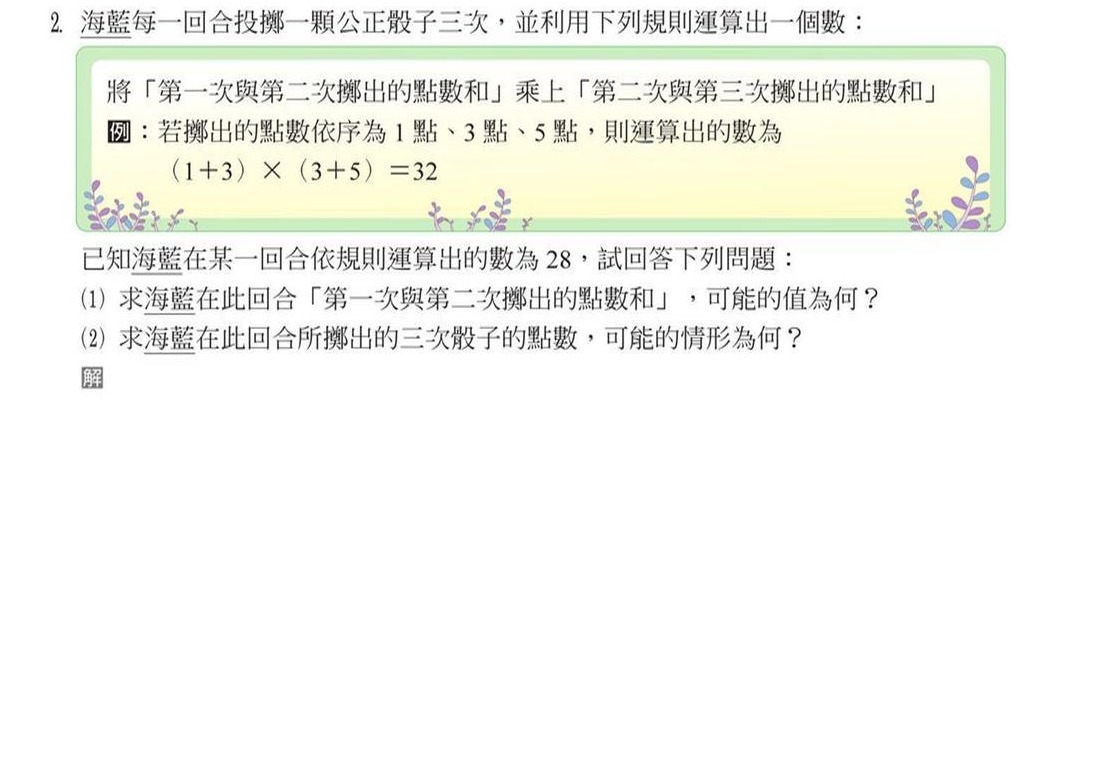 2. 海藍每一回合投擲一顆公正骰子三次，並利用下列規則運算出一個數：
將「第一次與第二次擲出的點數和」乘上「第二次與第三次擲出的點數和」
例：若擲出的點數依序為 1 點、3 點、5 點，則運算出的數為
（1＋3）×（3＋5）＝32
已知海藍在某一回合依規則運算出的數為 28，試回答下列問題：
⑴ 求海藍在此回合「第一次與第二次擲出的點數和」，可能的值為何？
⑵ 求海藍在此回合所擲出的三次骰子的點數，可能的情形為何？
解